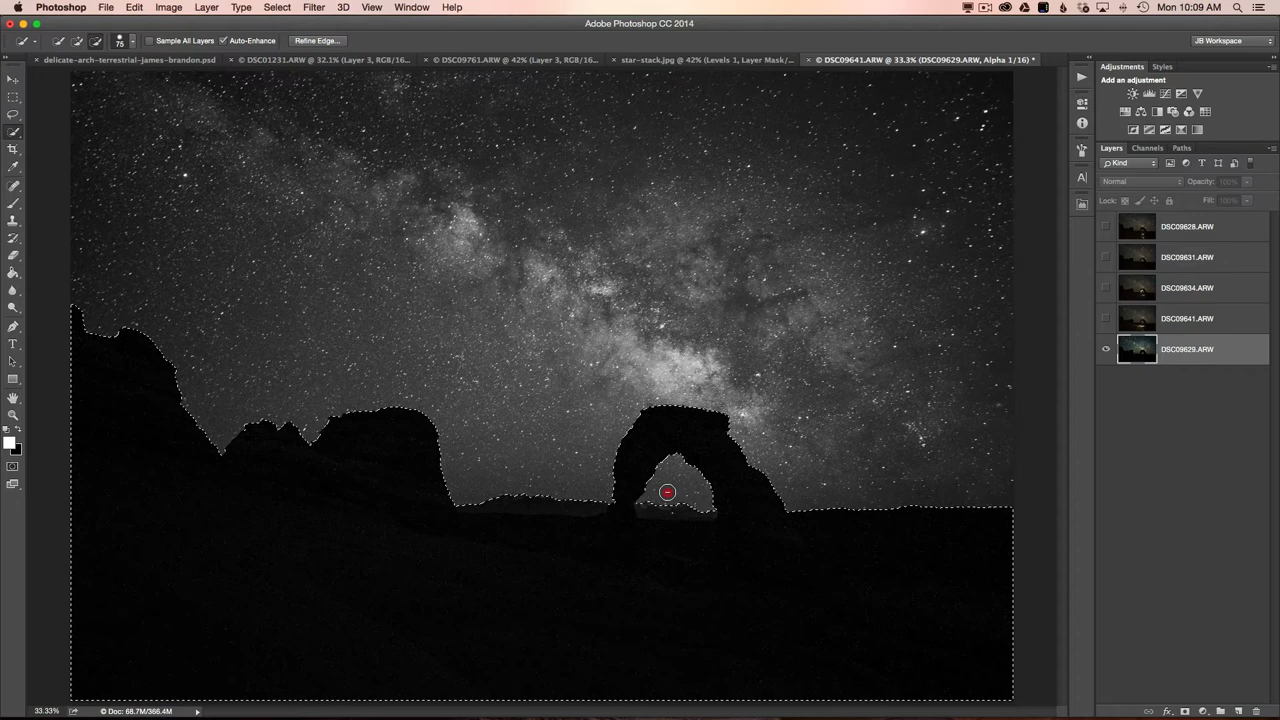 Photoshop File Edit Image Layer Type Select Filter 3D View Window Help Mon 10:09 AM
Adobe Photoshop CC 2014
75 Sample All Layers Auto-Enhance Refine Edge... JB Workspace
delicate-arch-terrestrial-james-brandon.psd © DSC01231.ARW @ 32.1% (Layer 3, RGB/16... © DSC09761.ARW @ 42% (Layer 3, RGB/16... star-stack.jpg @ 42% (Levels 1, Layer Mask/... © DSC09641.ARW @ 33.3% (DSC09629.ARW, Alpha 1/16) *
Adjustments Styles
Add an adjustment
Layers Channels Paths
Kind
Normal Opacity: 100%
Lock: Fill: 100%
DSC09628.ARW
DSC09631.ARW
DSC09634.ARW
DSC09641.ARW
DSC09629.ARW
33.33% © Doc: 68.7M/366.4M